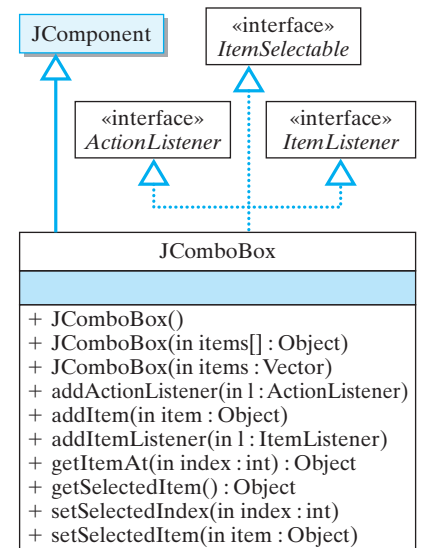 JComponent
«interface»
ItemSelectable
«interface»
ActionListener
«interface»
ItemListener
JComboBox
+ JComboBox()
+ JComboBox(in items[] : Object)
+ JComboBox(in items : Vector)
+ addActionListener(in l : ActionListener)
+ addItem(in item : Object)
+ addItemListener(in l : ItemListener)
+ getItemAt(in index : int) : Object
+ getSelectedItem() : Object
+ setSelectedIndex(in index : int)
+ setSelectedItem(in item : Object)